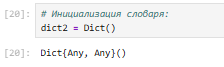 [20]: # Инициализация словаря:
dict2 = Dict()
[20]: Dict{Any, Any}()